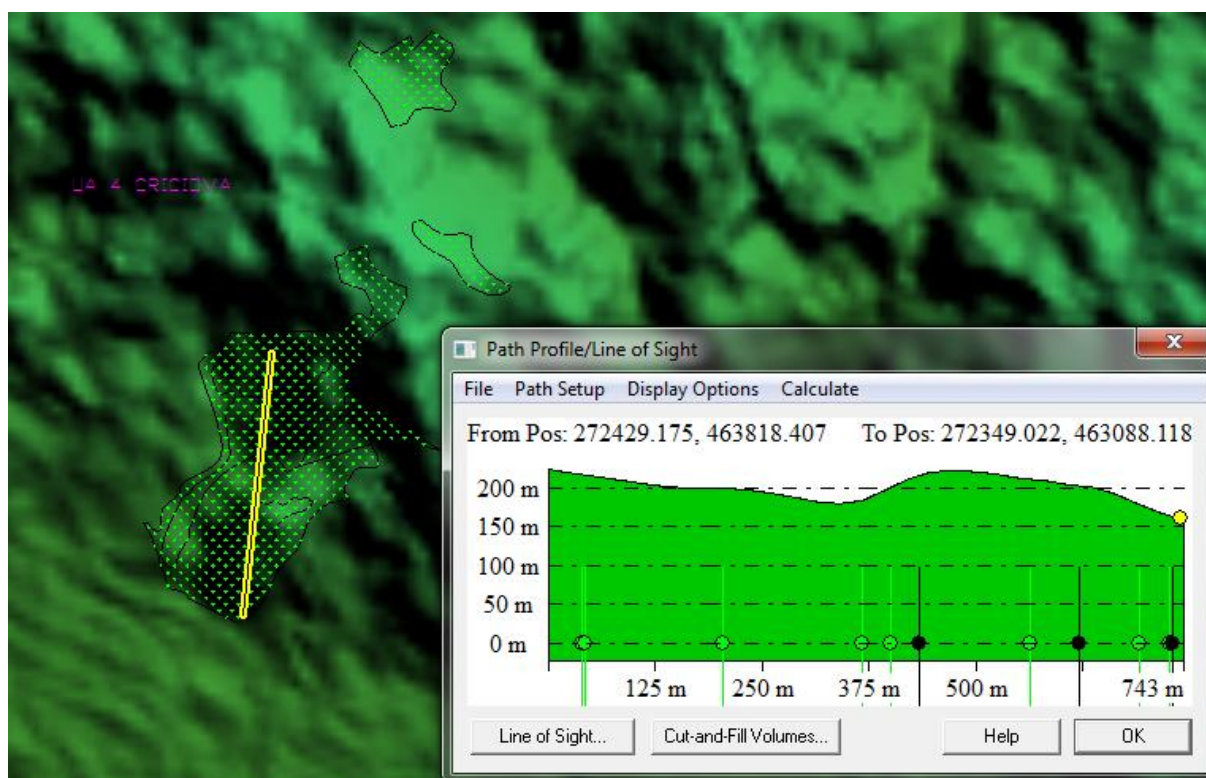 UA 4 CRICIOVA
Path Profile/Line of Sight
File Path Setup Display Options Calculate
From Pos: 272429.175, 463818.407 To Pos: 272349.022, 463088.118
200 m
150 m
100 m
50 m
0 m
125 m 250 m 375 m 500 m 743 m
Line of Sight... Cut-and-Fill Volumes... Help OK